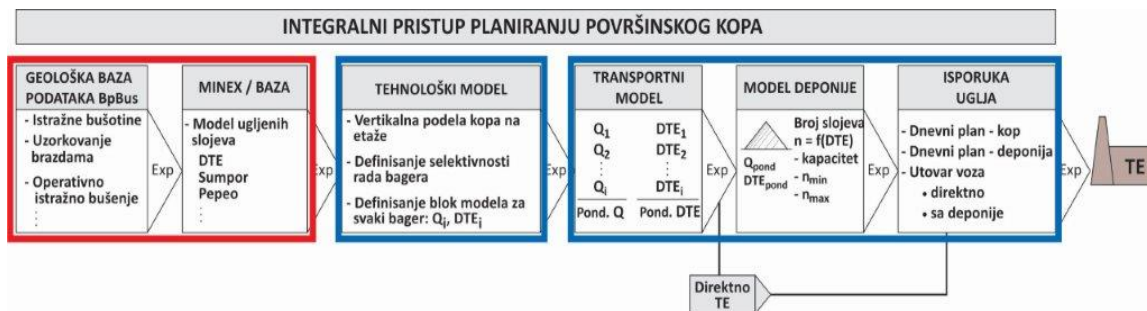 INTEGRALNI PRISTUP PLANIRANJU POVRŠINSKOG KOPA
GEOLOŠKA BAZA
PODATAKA BpBus
- Istražne bušotine
- Uzorkovanje
brazdama
- Operativno
istražno bušenje
⋮
Exp
MINEX / BAZA
- Model ugljenih
slojeva
DTE
Sumpor
Pepeo
⋮
Exp
TEHNOLOŠKI MODEL
- Vertikalna podela kopa na
etaže
- Definisanje selektivnosti
rada bagera
- Definisanje blok modela za
svaki bager: Qi, DTEi
Exp
TRANSPORTNI
MODEL
Q1 DTE1
Q2 DTE2
⋮ ⋮
Qi DTEi
Pond. Q Pond. DTE
Exp
MODEL DEPONIJE
Broj slojeva
n = f(DTE)
- kapacitet
- nmin
- nmax
Qpond
DTEpond
Exp
ISPORUKA
UGLJA
- Dnevni plan - kop
- Dnevni plan - deponija
- Utovar voza
• direktno
• sa deponije
Exp
TE
Direktno
TE